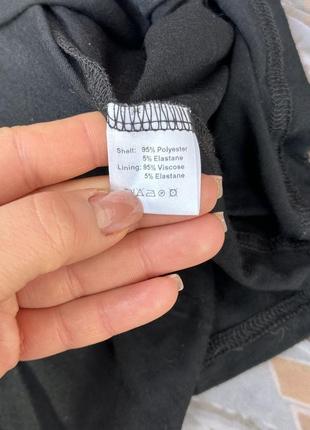 Shell: 95% Polyester
5% Elastane
Lining: 95% Viscose
5% Elastane